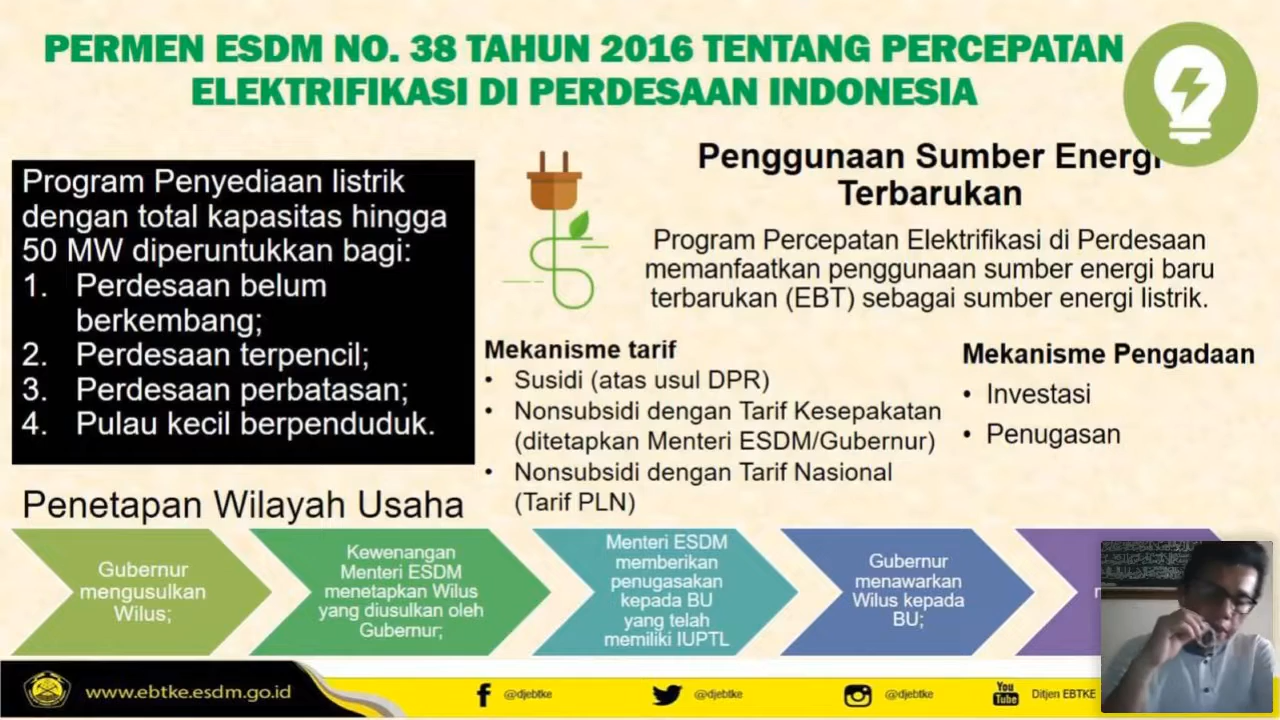 PERMEN ESDM NO. 38 TAHUN 2016 TENTANG PERCEPATAN
ELEKTRIFIKASI DI PERDESAAN INDONESIA
Program Penyediaan listrik
dengan total kapasitas hingga
50 MW diperuntukkan bagi:
1. Perdesaan belum
berkembang;
2. Perdesaan terpencil;
3. Perdesaan perbatasan;
4. Pulau kecil berpenduduk.
Penggunaan Sumber Energi
Terbarukan
Program Percepatan Elektrifikasi di Perdesaan
memanfaatkan penggunaan sumber energi baru
terbarukan (EBT) sebagai sumber energi listrik.
Mekanisme tarif
• Susidi (atas usul DPR)
• Nonsubsidi dengan Tarif Kesepakatan
(ditetapkan Menteri ESDM/Gubernur)
• Nonsubsidi dengan Tarif Nasional
(Tarif PLN)
Mekanisme Pengadaan
• Investasi
• Penugasan
Penetapan Wilayah Usaha
Gubernur
mengusulkan
Wilus;
Kewenangan
Menteri ESDM
menetapkan Wilus
yang diusulkan oleh
Gubernur;
Menteri ESDM
memberikan
penugasakan
kepada BU
yang telah
memiliki IUPTL
Gubernur
menawarkan
Wilus kepada
BU;
www.ebtke.esdm.go.id
@djebtke
@djebtke
@djebtke
You
Tube
Ditjen EBTKE